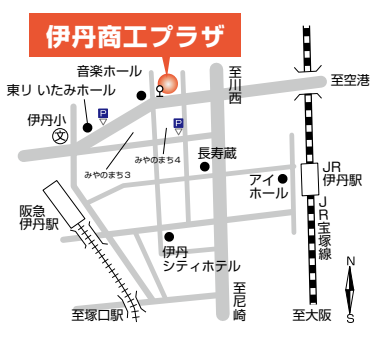 伊丹商工プラザ
音楽ホール
東リ いたみホール
至川西
至空港
伊丹小
文
P
P
みやのまち3
みやのまち4
長寿蔵
アイ
ホール
JR
伊丹駅
阪急
伊丹駅
JR宝塚線
伊丹
シティホテル
至尼崎
至塚口駅
至大阪
N
S